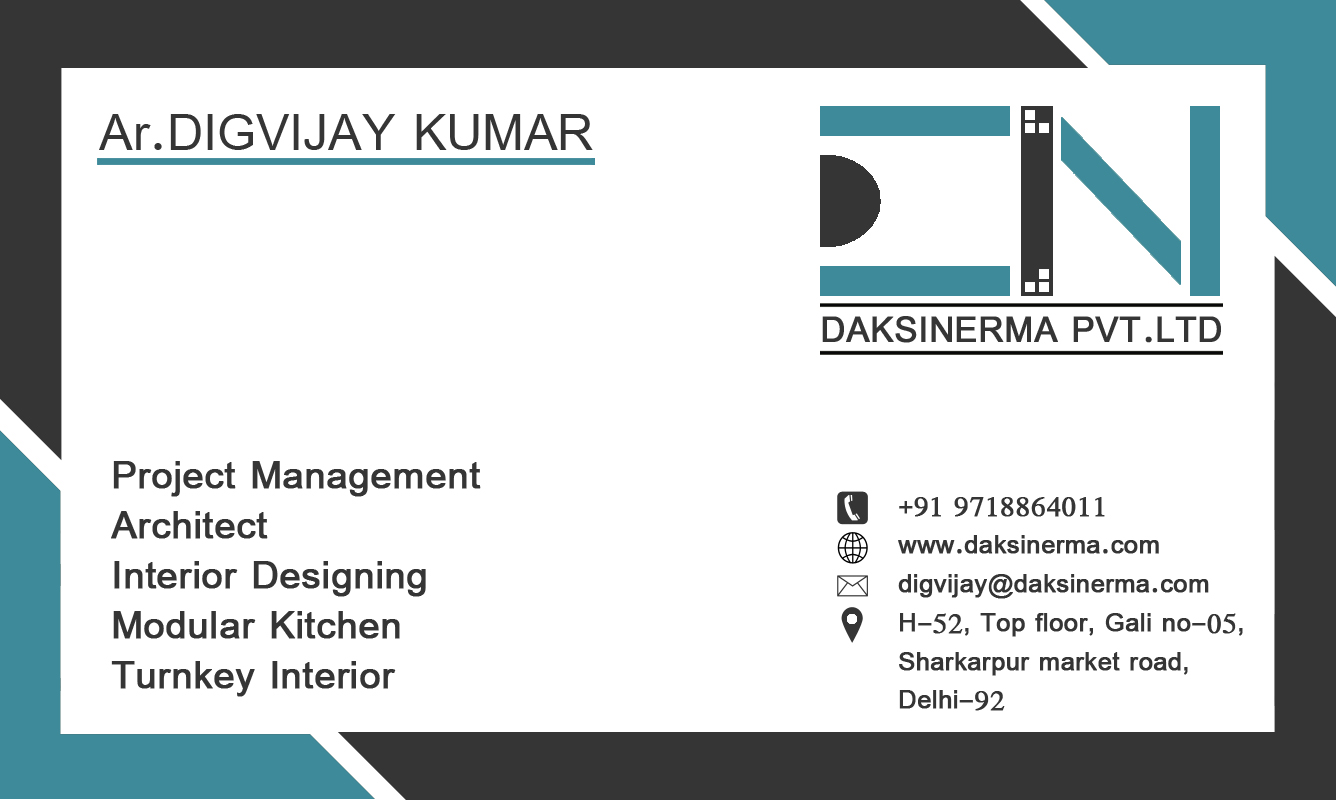 Ar.DIGVIJAY KUMAR
DAKSINERMA PVT.LTD
Project Management
Architect
Interior Designing
Modular Kitchen
Turnkey Interior
+91 9718864011
www.daksinerma.com
digvijay@daksinerma.com
H-52, Top floor, Gali no-05,
Sharkarpur market road,
Delhi-92